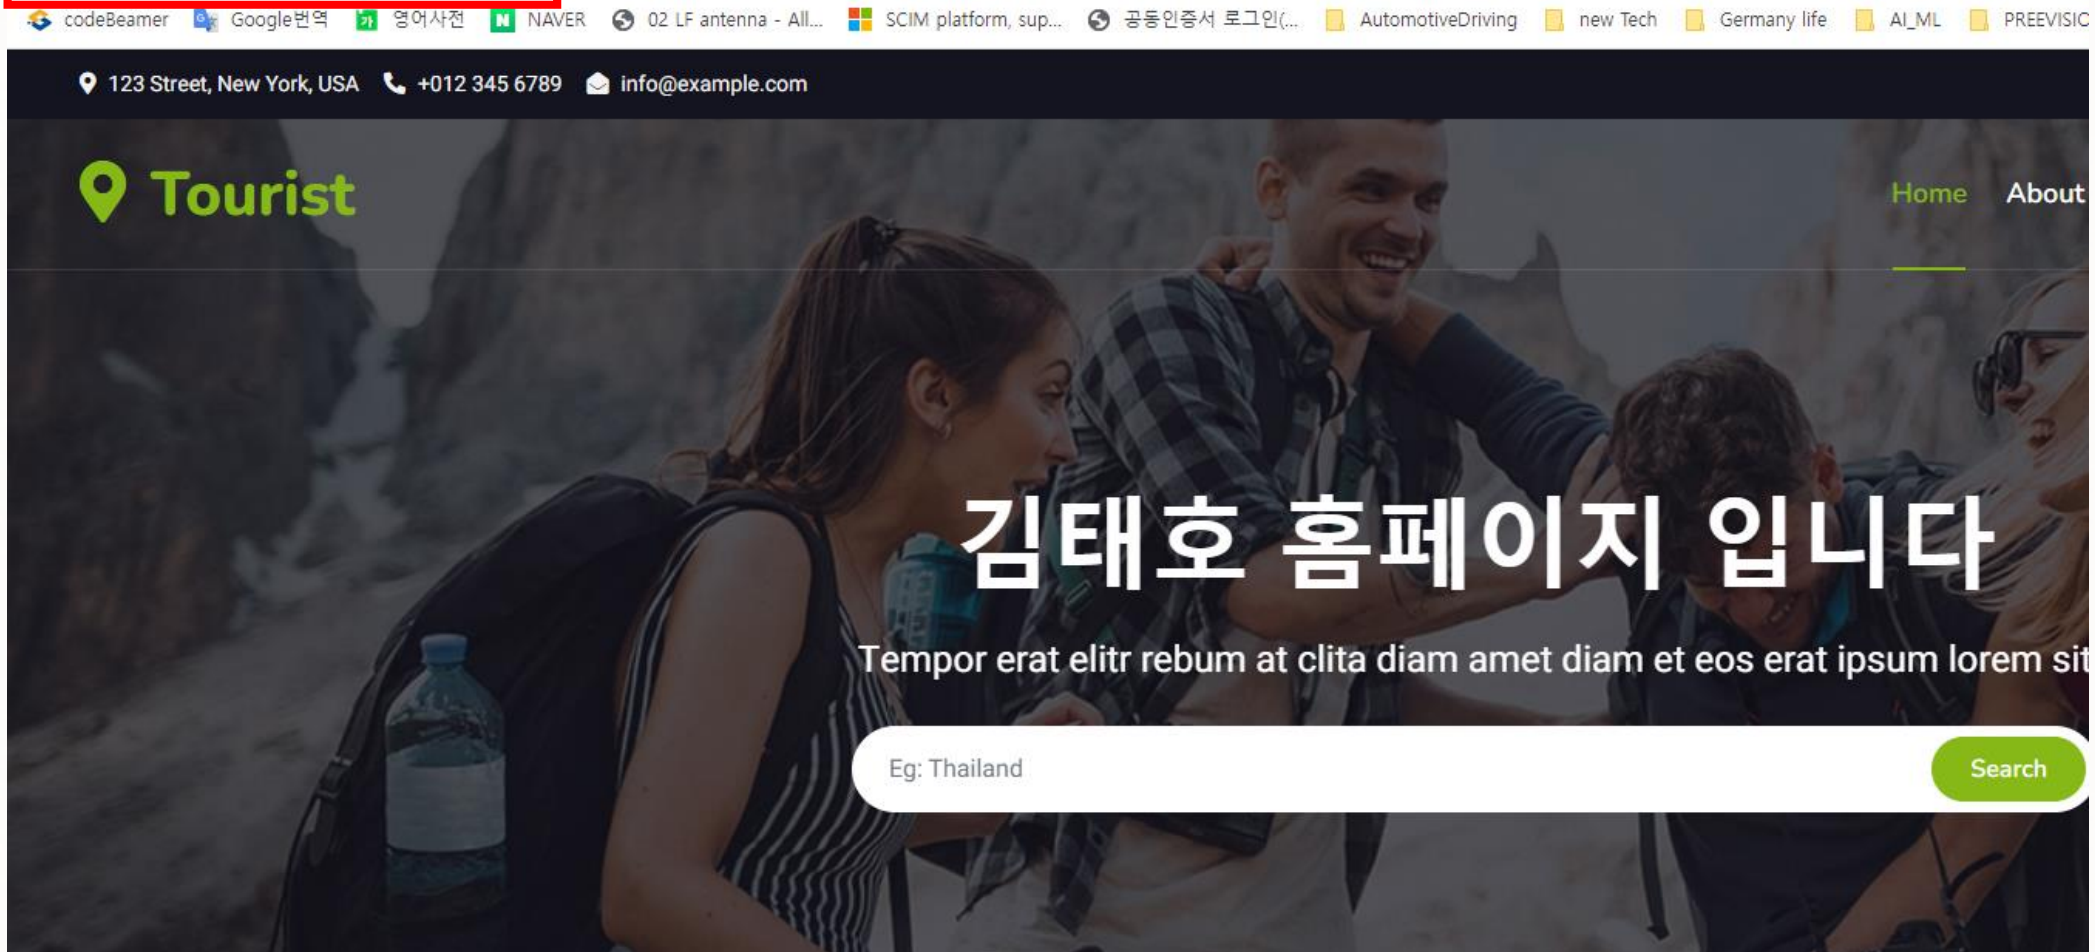 codeBeamer Google번역 영어사전 NAVER 02 LF antenna - All... SCIM platform, sup... 공동인증서 로그인(... AutomotiveDriving new Tech Germany life AI_ML PREEVISIO
123 Street, New York, USA +012 345 6789 info@example.com
Tourist Home About
김태호 홈페이지 입니다
Tempor erat elitr rebum at clita diam amet diam et eos erat ipsum lorem sit
Eg: Thailand Search